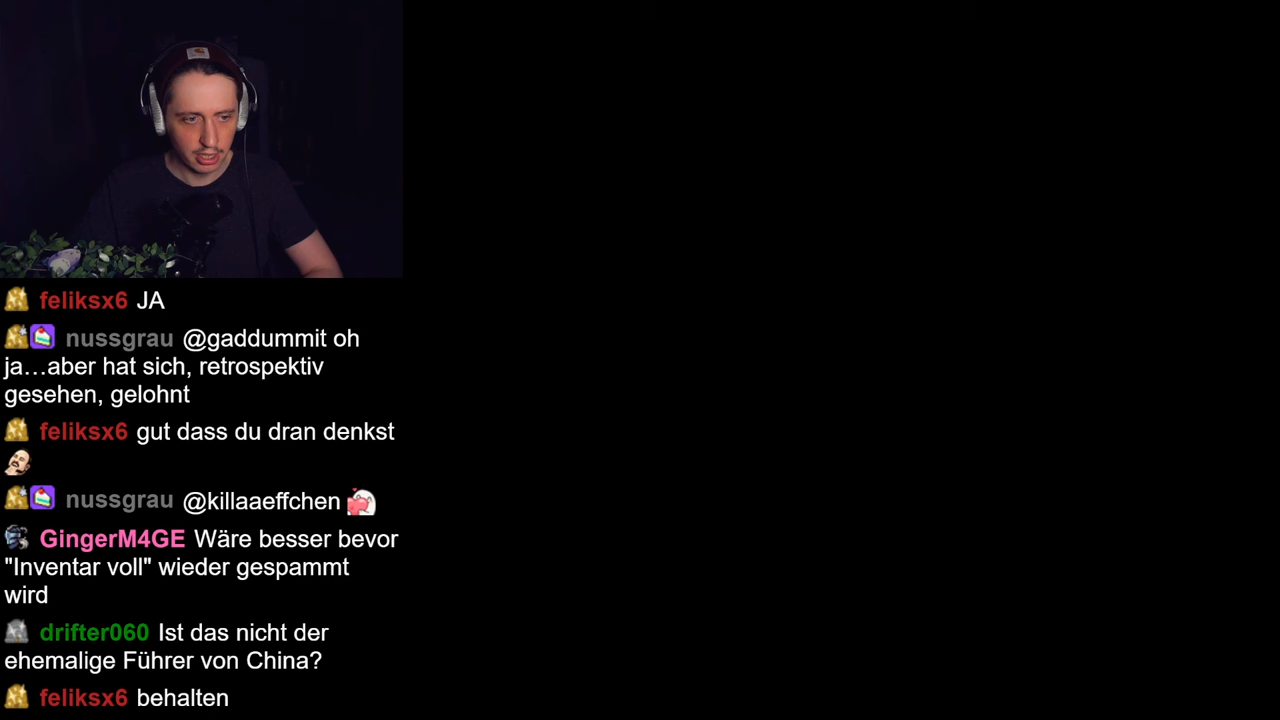 feliksx6 JA
nussgrau @gaddummit oh
ja…aber hat sich, retrospektiv
gesehen, gelohnt
feliksx6 gut dass du dran denkst
nussgrau @killaaeffchen
GingerM4GE Wäre besser bevor
"Inventar voll" wieder gespammt
wird
drifter060 Ist das nicht der
ehemalige Führer von China?
feliksx6 behalten